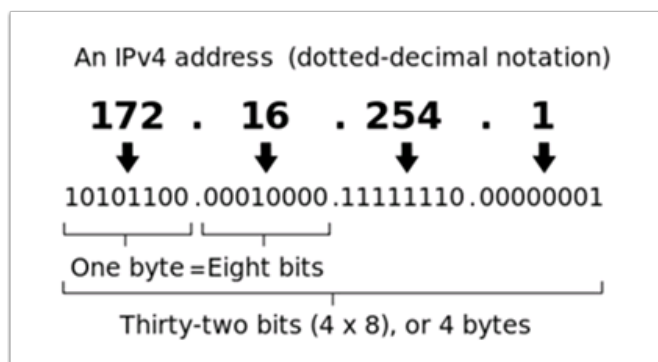 An IPv4 address (dotted-decimal notation)
172 . 16 . 254 . 1
10101100 .00010000.11111110.00000001
One byte =Eight bits
Thirty-two bits (4 x 8), or 4 bytes